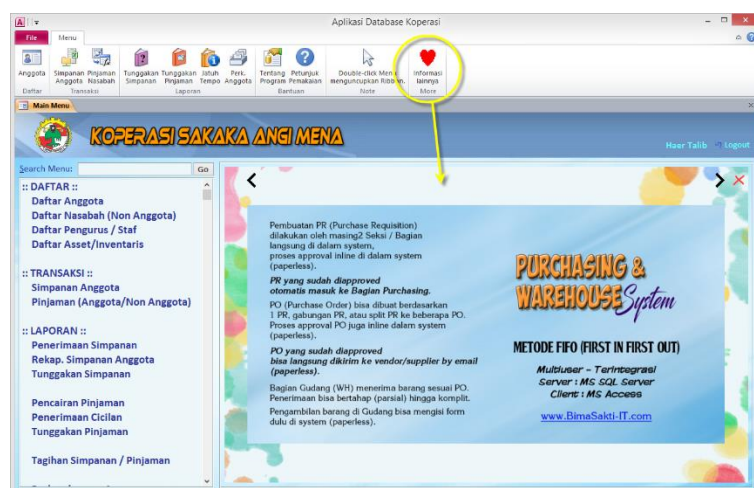 Aplikasi Database Koperasi
File Menu
Anggota
Simpanan Anggota
Pinjaman Nasabah
Tunggakan Simpanan
Tunggakan Pinjaman
Jatuh Tempo
Perk. Anggota
Tentang Program
Petunjuk Pemakaian
Double-click Menu
mengucupkan Ribbon.
Informasi lainnya
Daftar Transaksi Laporan Bantuan Note More
Main Menu
KOPERASI SAKAKA ANGI MENA
Haer Talib Logout
Search Menu: Go
:: DAFTAR ::
Daftar Anggota
Daftar Nasabah (Non Anggota)
Daftar Pengurus / Staf
Daftar Asset/Inventaris
:: TRANSAKSI ::
Simpanan Anggota
Pinjaman (Anggota/Non Anggota)
:: LAPORAN ::
Penerimaan Simpanan
Rekap. Simpanan Anggota
Tunggakan Simpanan
Pencairan Pinjaman
Penerimaan Cicilan
Tunggakan Pinjaman
Tagihan Simpanan / Pinjaman
Pembuatan PR (Purchase Requisition)
dilakukan oleh masing2 Seksi / Bagian
langsung di dalam system,
proses approval inline di dalam system
(paperless).
PR yang sudah diapproved
otomatis masuk ke Bagian Purchasing.
PO (Purchase Order) bisa dibuat berdasarkan
1 PR, gabungan PR, atau split PR ke beberapa PO.
Proses approval PO juga inline dalam system
(paperless).
PO yang sudah diapproved
bisa langsung dikirim ke vendor/supplier by email
(paperless).
Bagian Gudang (WH) menerima barang sesuai PO.
Penerimaan bisa bertahap (parsial) hingga komplit.
Pengambilan barang di Gudang bisa mengisi form
dulu di system (paperless).
PURCHASING &
WAREHOUSE System
METODE FIFO (FIRST IN FIRST OUT)
Multiuser - Terintegrasi
Server : MS SQL Server
Client : MS Access
www.BimaSakti-IT.com